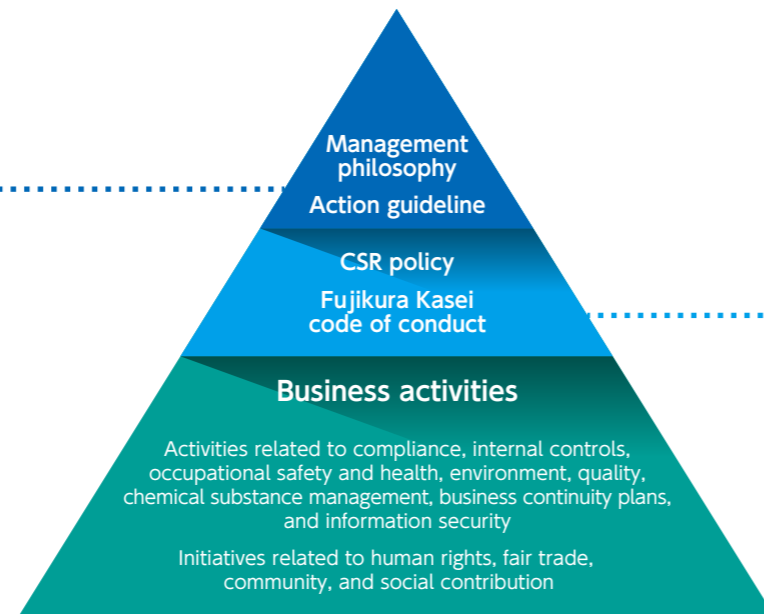 Management
philosophy
Action guideline
CSR policy
Fujikura Kasei
code of conduct
Business activities
Activities related to compliance, internal controls,
occupational safety and health, environment, quality,
chemical substance management, business continuity plans,
and information security
Initiatives related to human rights, fair trade,
community, and social contribution